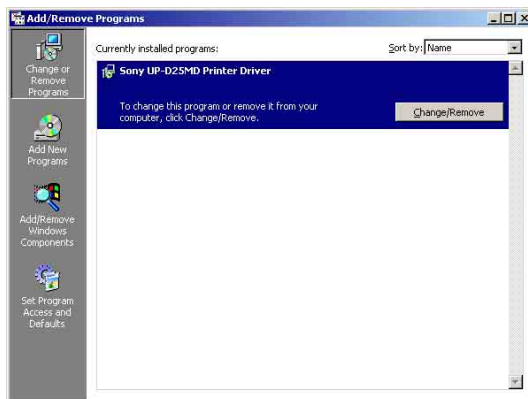 Add/Remove Programs
Change or
Remove
Programs
Add New
Programs
Add/Remove
Windows
Components
Set Program
Access and
Defaults
Currently installed programs:
Sort by: Name
Sony UP-D25MD Printer Driver
To change this program or remove it from your
computer, click Change/Remove.
Change/Remove